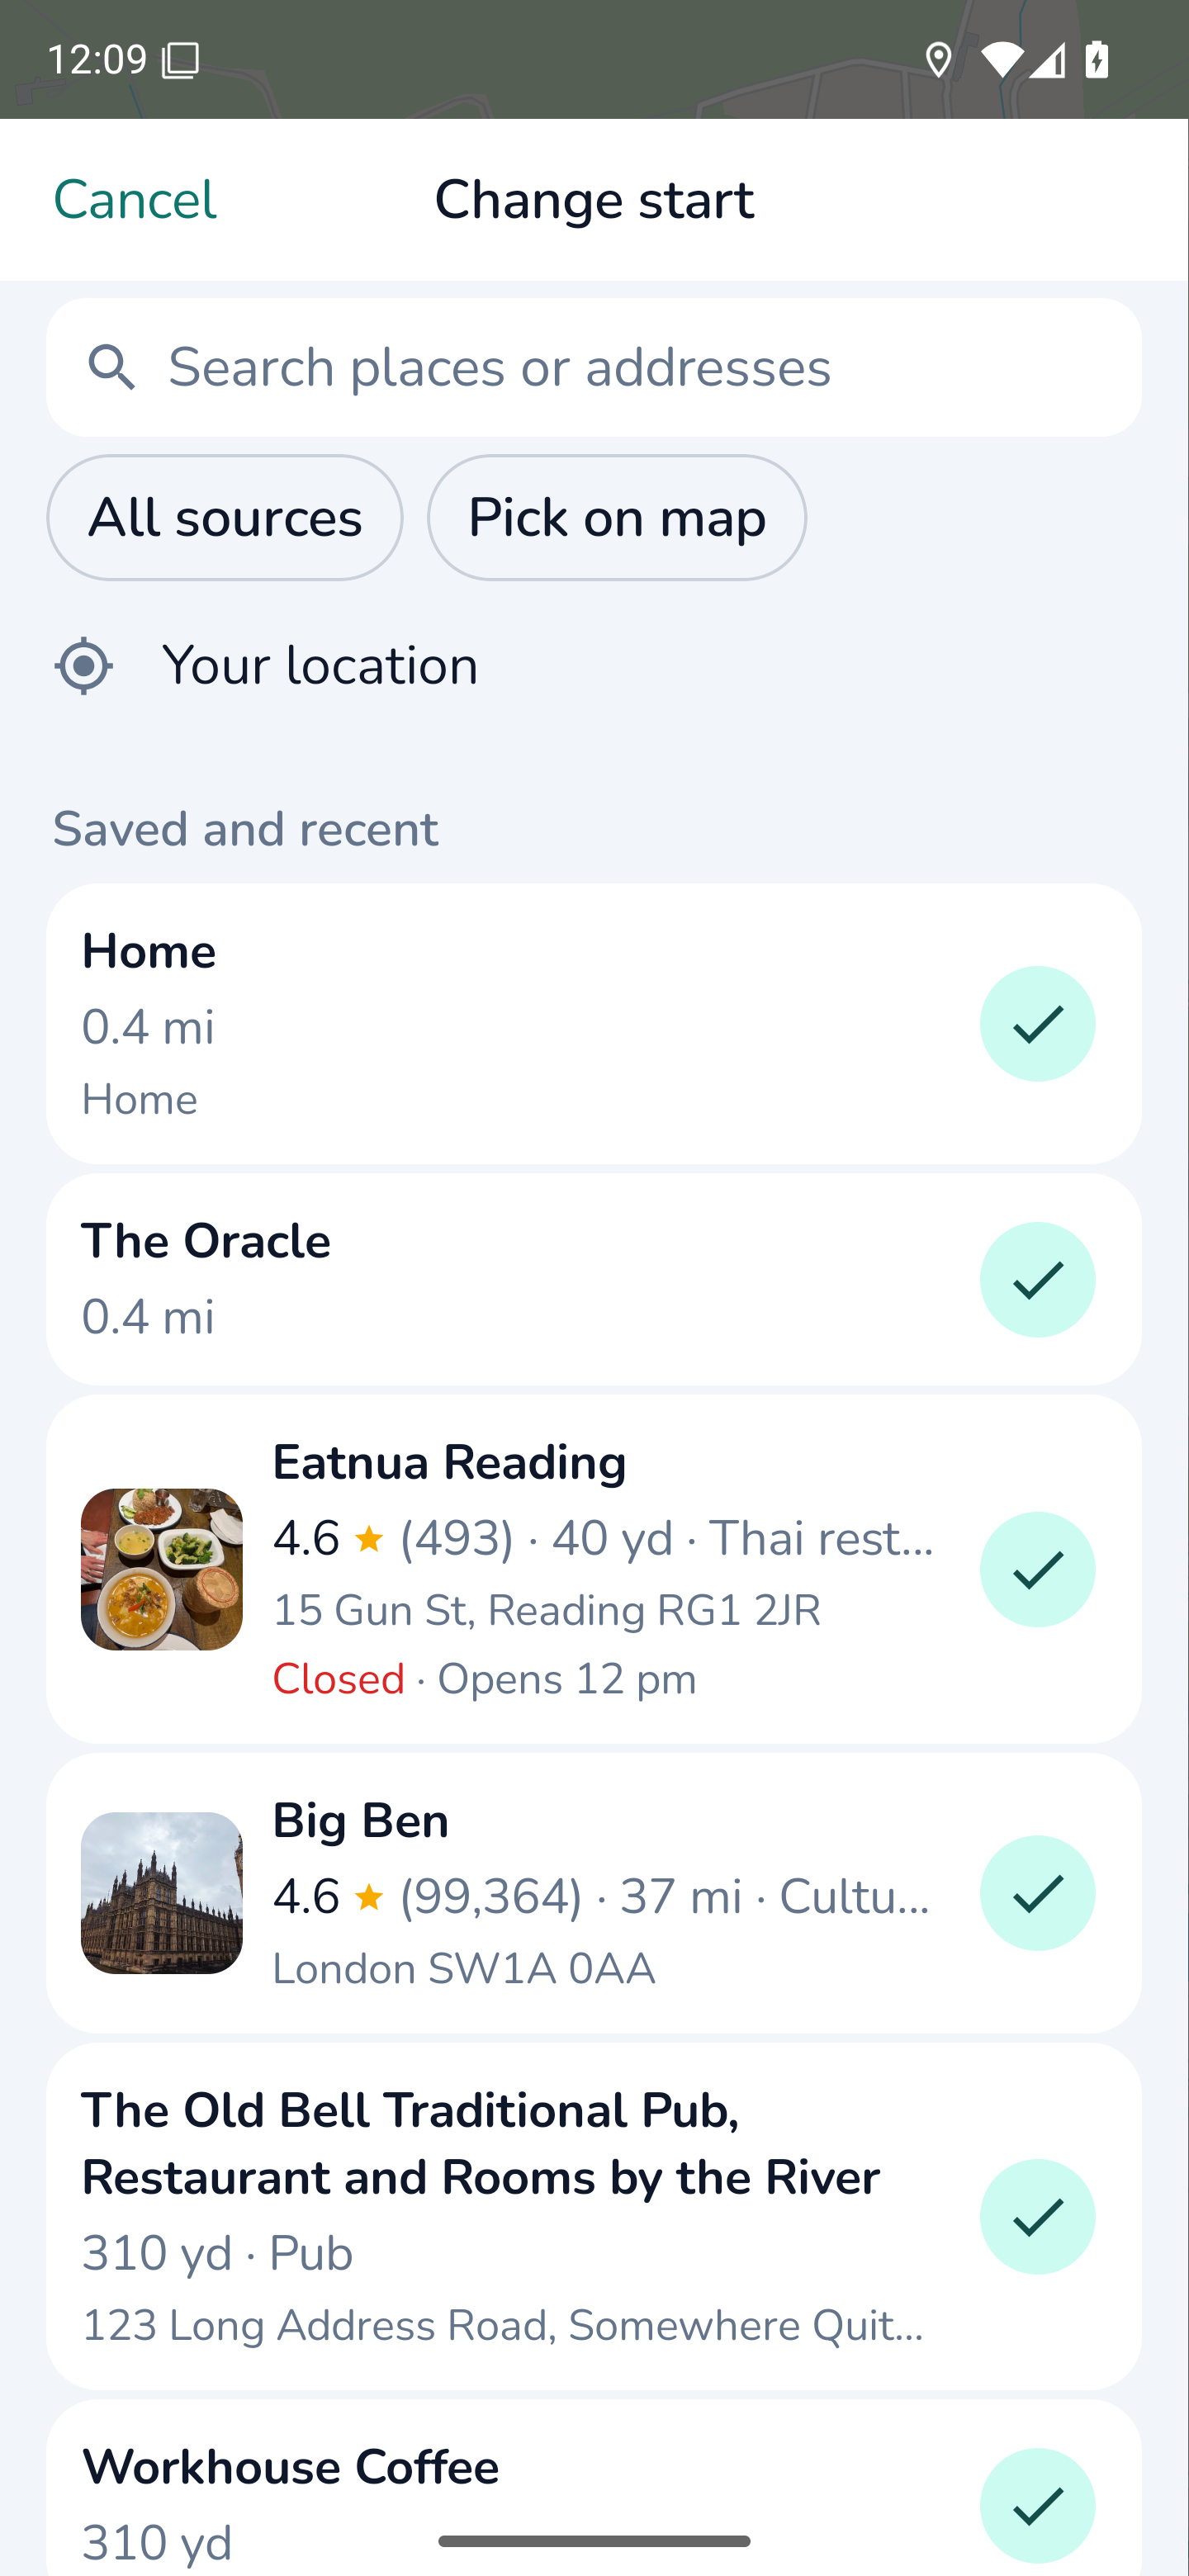 12:09
Cancel
Change start
Search places or addresses
All sources
Pick on map
Your location
Saved and recent
Home
0.4 mi
Home
The Oracle
0.4 mi
Eatnua Reading
4.6 ★ (493) · 40 yd · Thai rest...
15 Gun St, Reading RG1 2JR
Closed · Opens 12 pm
Big Ben
4.6 ★ (99,364) · 37 mi · Cultu...
London SW1A 0AA
The Old Bell Traditional Pub,
Restaurant and Rooms by the River
310 yd · Pub
123 Long Address Road, Somewhere Quit...
Workhouse Coffee
310 yd